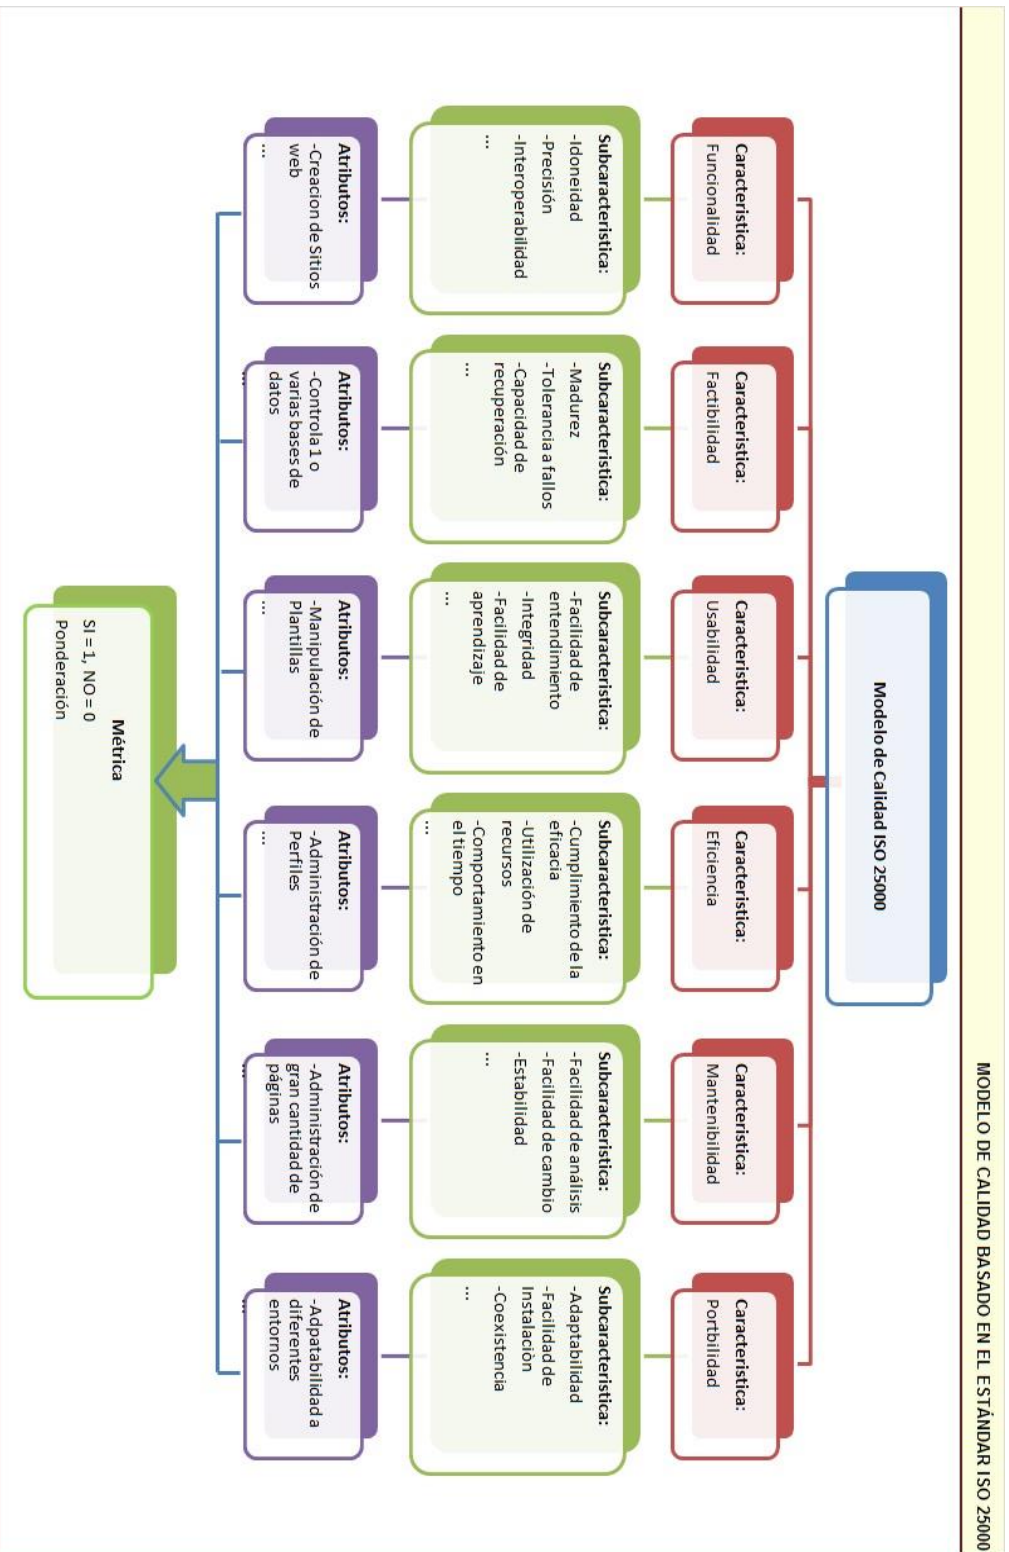 MODELO DE CALIDAD BASADO EN EL ESTÁNDAR ISO 25000
Modelo de Calidad ISO 25000
Caracteristica:
Funcionalidad
Caracteristica:
Factibilidad
Caracteristica:
Usabilidad
Caracteristica:
Eficiencia
Caracteristica:
Mantenibilidad
Caracteristica:
Portbilidad
Subcaracteristica:
-Idoneidad
-Precisión
-Interoperabilidad
...
Subcaracteristica:
-Madurez
-Tolerancia a fallos
-Capacidad de
recuperación
...
Subcaracteristica:
-Facilidad de
entendimiento
-Integridad
-Facilidad de
aprendizaje
...
Subcaracteristica:
-Cumplimiento de la
eficacia
-Utilización de
recursos
-Comportamiento en
el tiempo
...
Subcaracteristica:
-Facilidad de análisis
-Facilidad de cambio
-Estabilidad
...
Subcaracteristica:
-Adaptabilidad
-Facilidad de
Instalaciòn
-Coexistencia
...
Atributos:
-Creacion de Sitios
web
...
Atributos:
-Controla 1 o
varias bases de
datos
...
Atributos:
-Manipulación de
Plantillas
...
Atributos:
-Administración de
Perfiles
...
Atributos:
-Administración de
gran cantidad de
páginas
...
Atributos:
-Adpatabilidad a
diferentes
entornos
...
Métrica
SI = 1, NO = 0
Ponderación